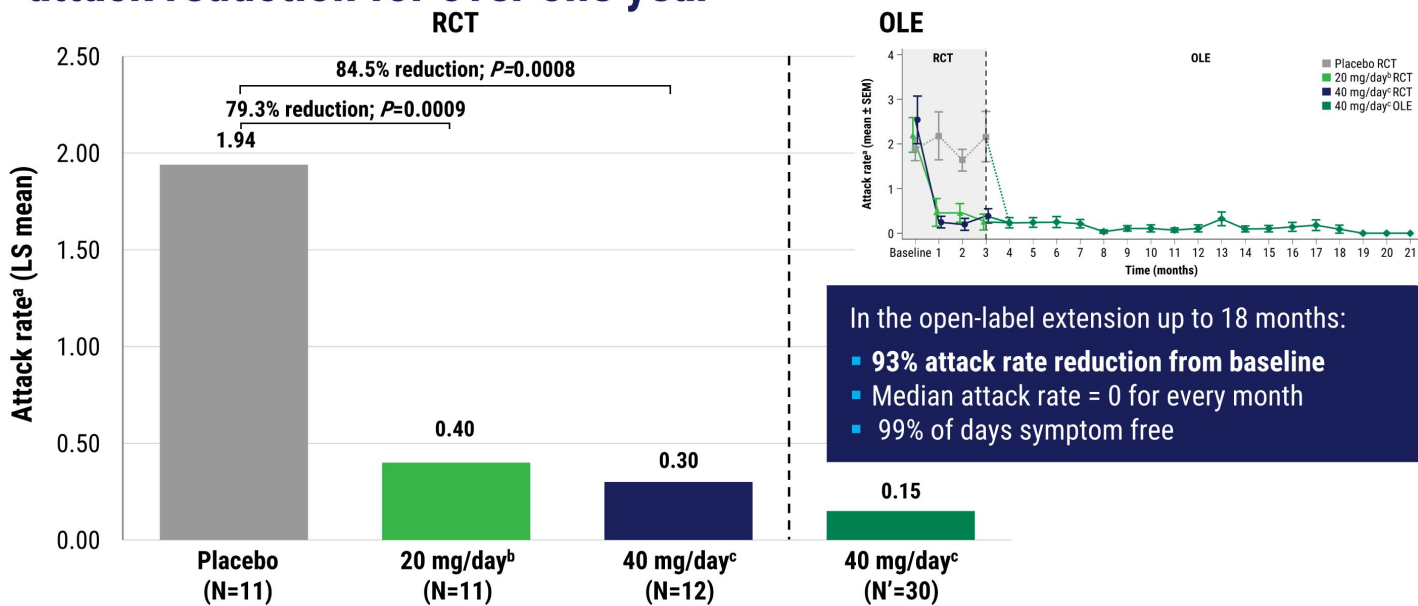 attack reduction for over one year
RCT
OLE
2.50
2.00
1.50
1.00
0.50
0.00
Attack rateᵃ (LS mean)
84.5% reduction; P=0.0008
79.3% reduction; P=0.0009
1.94
0.40
0.30
0.15
Placebo
(N=11)
20 mg/dayᵇ
(N=11)
40 mg/dayᶜ
(N=12)
40 mg/dayᶜ
(N′=30)
RCT
OLE
Placebo RCT
20 mg/dayᵇ RCT
40 mg/dayᶜ RCT
40 mg/dayᶜ OLE
4
3
2
1
0
Attack rateᵃ (mean ± SEM)
Baseline 1 2 3 4 5 6 7 8 9 10 11 12 13 14 15 16 17 18 19 20 21
Time (months)
In the open-label extension up to 18 months:
▪ 93% attack rate reduction from baseline
▪ Median attack rate = 0 for every month
▪ 99% of days symptom free